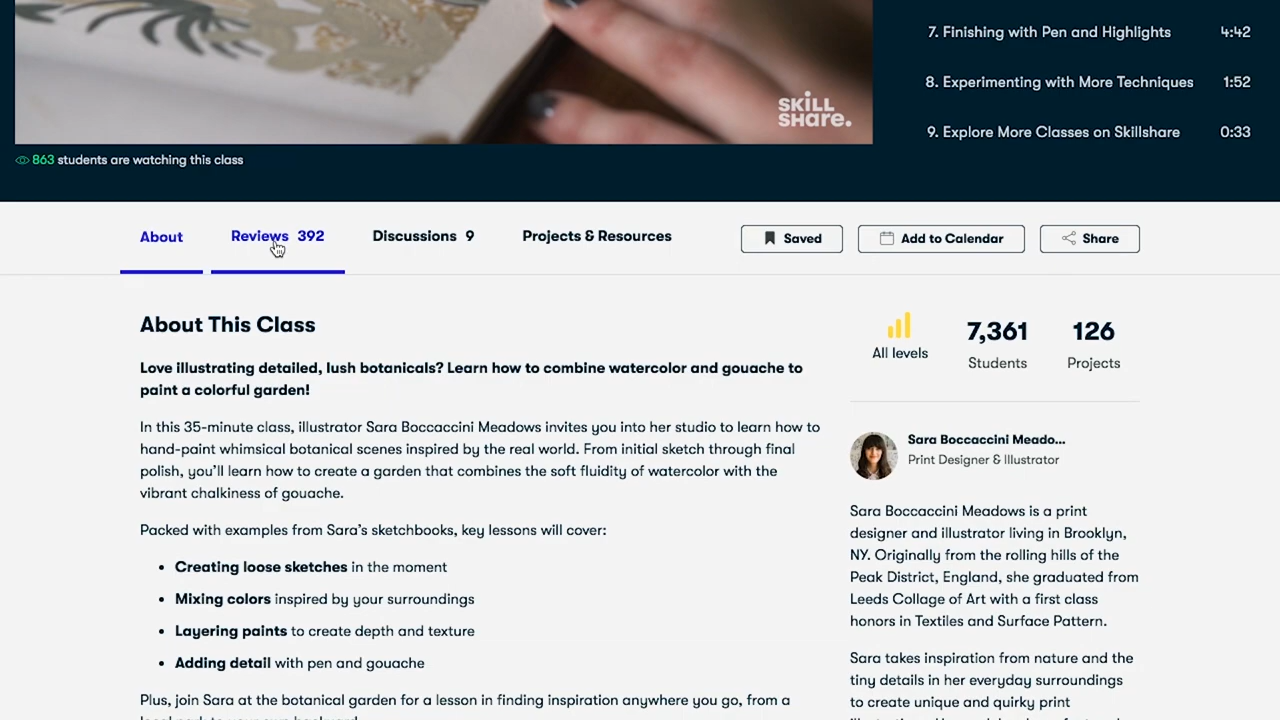 7. Finishing with Pen and Highlights 4:42
8. Experimenting with More Techniques 1:52
9. Explore More Classes on Skillshare 0:33
SKILL
SHARE.
863 students are watching this class
About Reviews 392 Discussions 9 Projects & Resources Saved Add to Calendar Share
About This Class
Love illustrating detailed, lush botanicals? Learn how to combine watercolor and gouache to
paint a colorful garden!
In this 35-minute class, illustrator Sara Boccaccini Meadows invites you into her studio to learn how to
hand-paint whimsical botanical scenes inspired by the real world. From initial sketch through final
polish, you’ll learn how to create a garden that combines the soft fluidity of watercolor with the
vibrant chalkiness of gouache.
Packed with examples from Sara’s sketchbooks, key lessons will cover:
• Creating loose sketches in the moment
• Mixing colors inspired by your surroundings
• Layering paints to create depth and texture
• Adding detail with pen and gouache
Plus, join Sara at the botanical garden for a lesson in finding inspiration anywhere you go, from a
7,361 126
All levels Students Projects
Sara Boccaccini Meado...
Print Designer & Illustrator
Sara Boccaccini Meadows is a print
designer and illustrator living in Brooklyn,
NY. Originally from the rolling hills of the
Peak District, England, she graduated from
Leeds Collage of Art with a first class
honors in Textiles and Surface Pattern.
Sara takes inspiration from nature and the
tiny details in her everyday surroundings
to create unique and quirky print